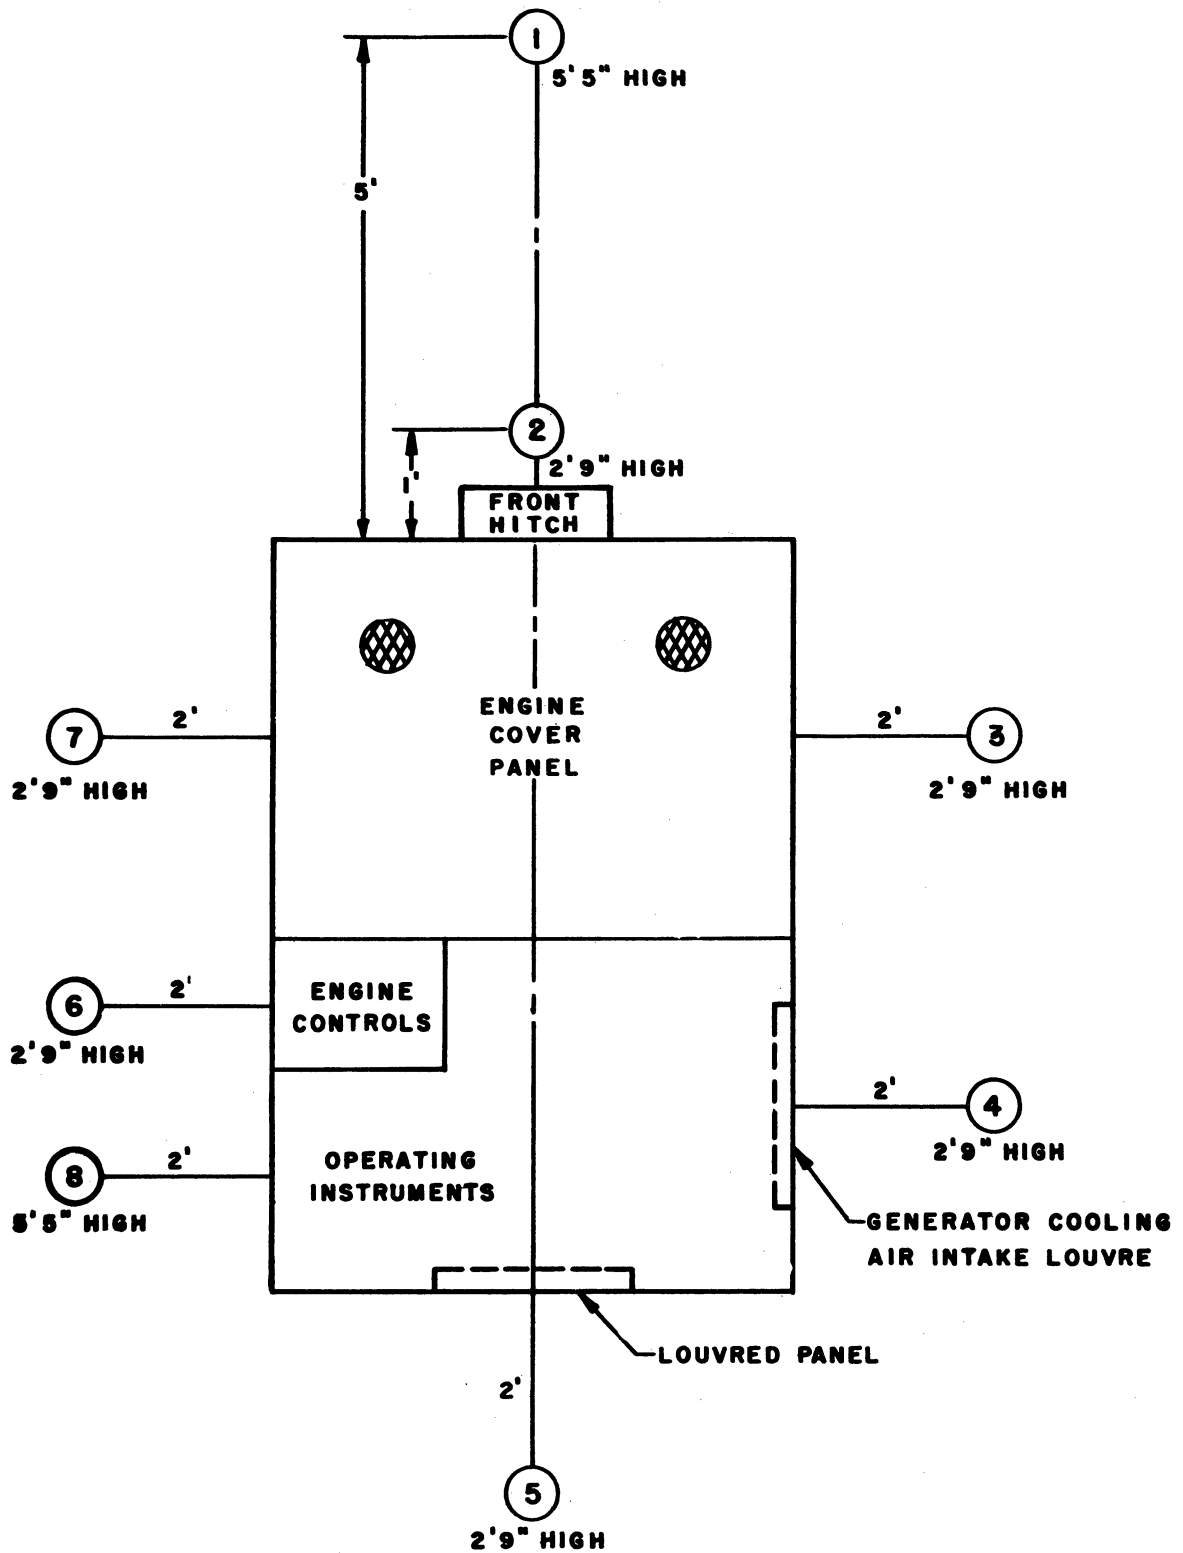 1
5'5" HIGH
5'
2
2'9" HIGH
1'
FRONT
HITCH
ENGINE
COVER
PANEL
7
2'
2'9" HIGH
2'
3
2'9" HIGH
6
2'
2'9" HIGH
ENGINE
CONTROLS
2'
4
2'9" HIGH
8
2'
5'5" HIGH
OPERATING
INSTRUMENTS
GENERATOR COOLING
AIR INTAKE LOUVRE
LOUVRED PANEL
2'
5
2'9" HIGH